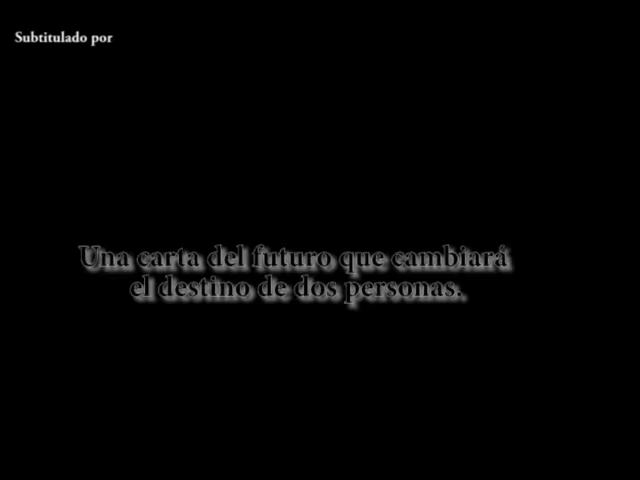 Subtitulado por
Una carta del futuro que cambiará
el destino de dos personas.